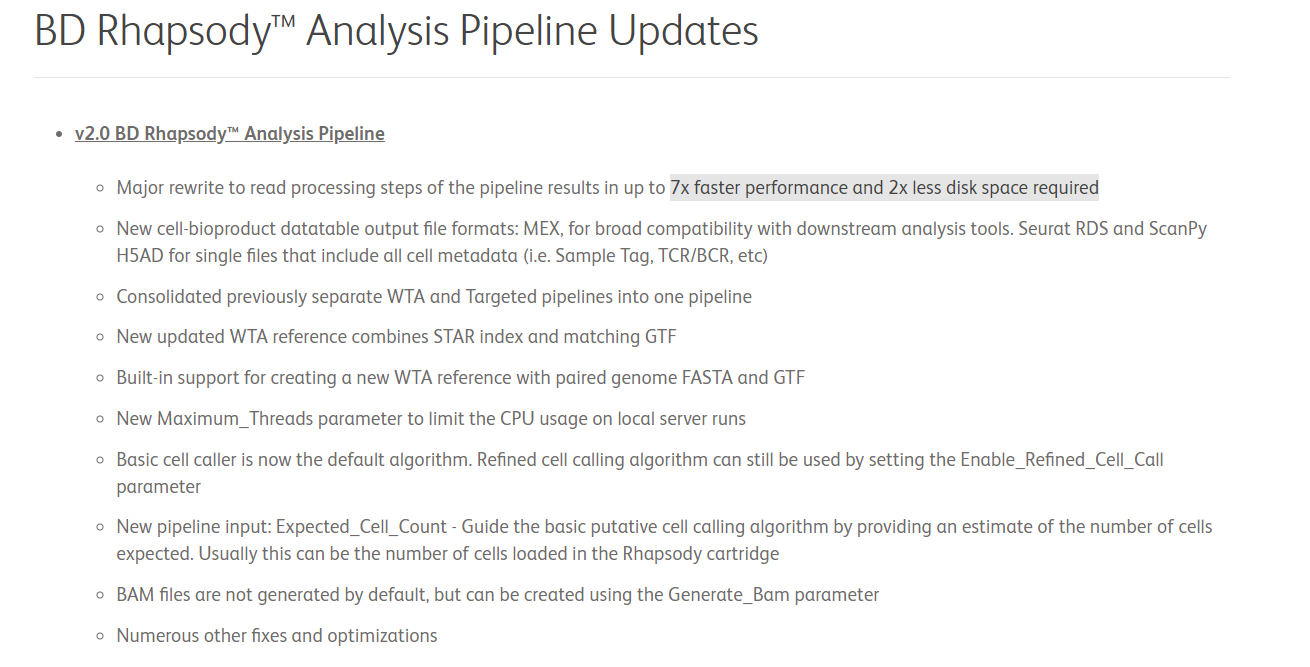 BD Rhapsody™ Analysis Pipeline Updates
v2.0 BD Rhapsody™ Analysis Pipeline
Major rewrite to read processing steps of the pipeline results in up to 7x faster performance and 2x less disk space required
New cell-bioproduct datatable output file formats: MEX, for broad compatibility with downstream analysis tools. Seurat RDS and ScanPy
H5AD for single files that include all cell metadata (i.e. Sample Tag, TCR/BCR, etc)
Consolidated previously separate WTA and Targeted pipelines into one pipeline
New updated WTA reference combines STAR index and matching GTF
Built-in support for creating a new WTA reference with paired genome FASTA and GTF
New Maximum_Threads parameter to limit the CPU usage on local server runs
Basic cell caller is now the default algorithm. Refined cell calling algorithm can still be used by setting the Enable_Refined_Cell_Call
parameter
New pipeline input: Expected_Cell_Count - Guide the basic putative cell calling algorithm by providing an estimate of the number of cells
expected. Usually this can be the number of cells loaded in the Rhapsody cartridge
BAM files are not generated by default, but can be created using the Generate_Bam parameter
Numerous other fixes and optimizations